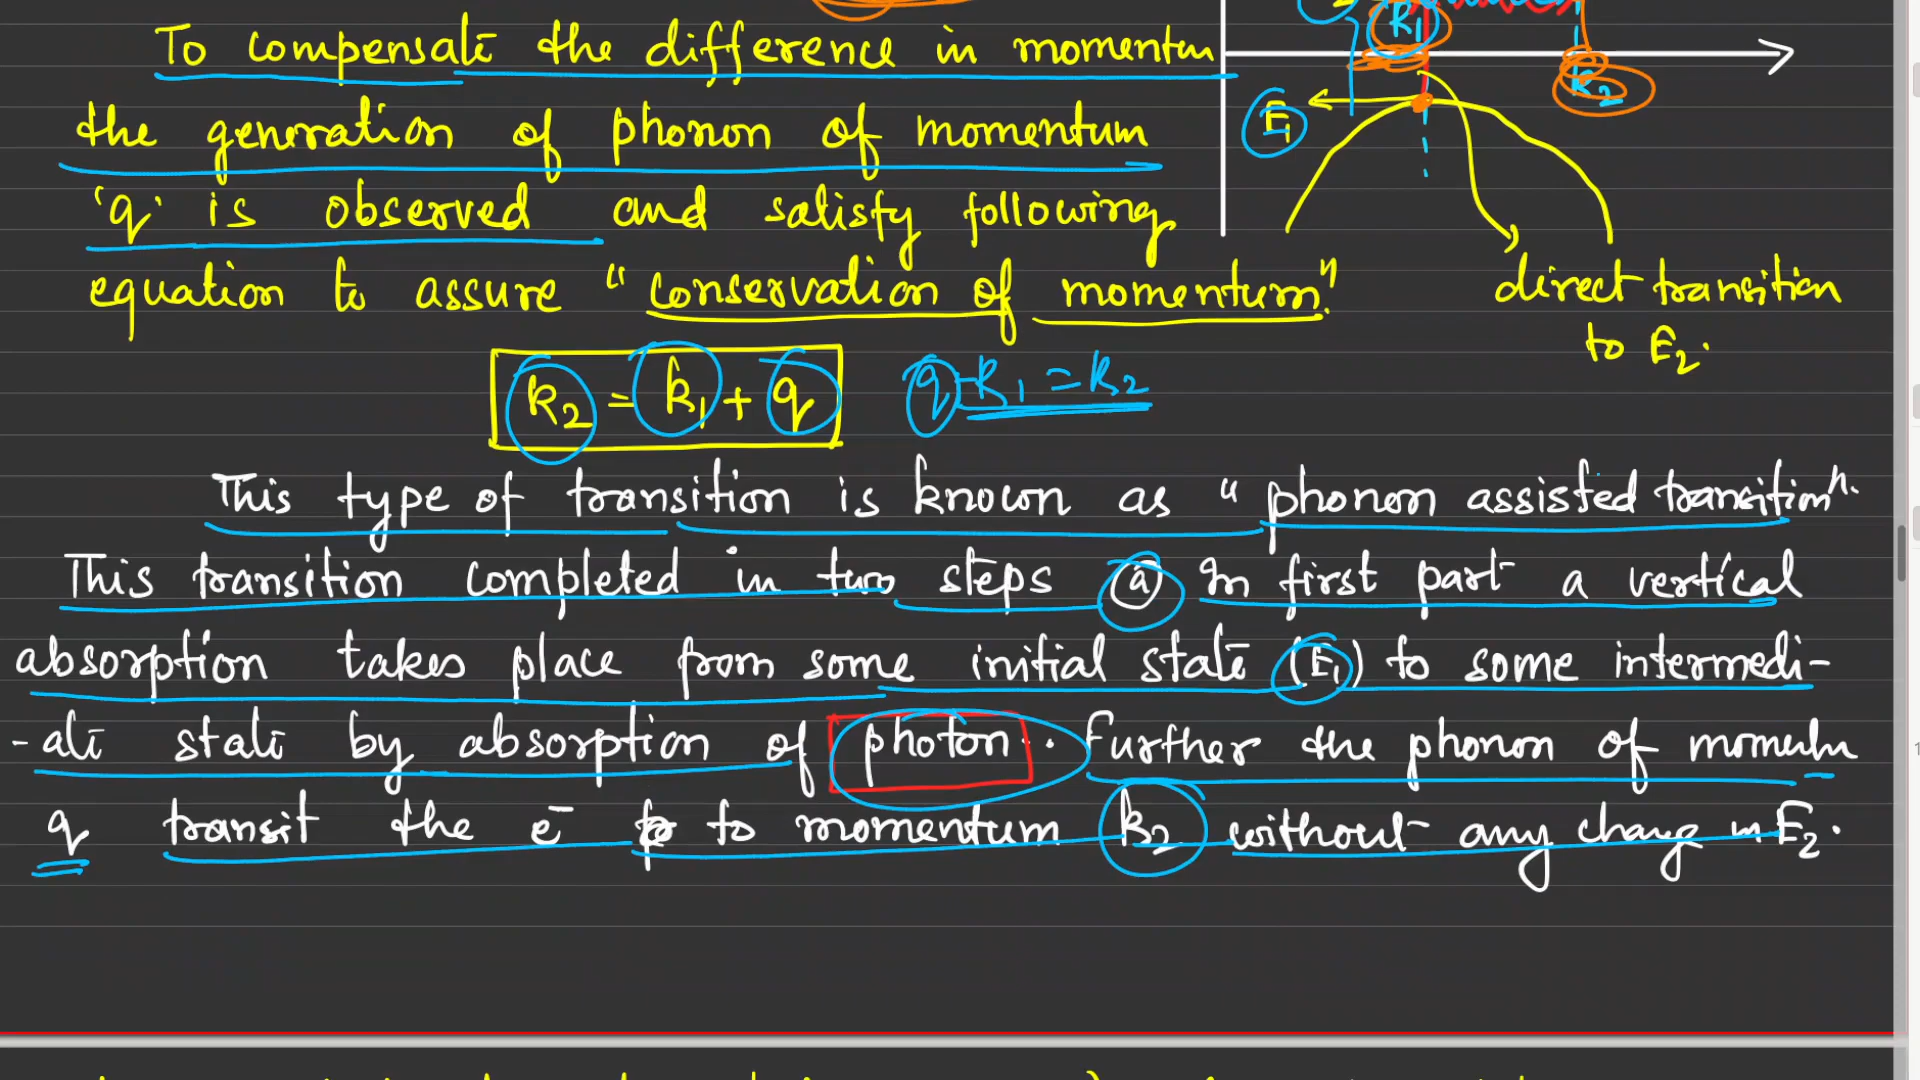 k1
To compensate the difference in momentum
k2
E1
the generation of phonon of momentum
'q' is observed and satisfy following
equation to assure "conservation of momentum."
direct transition
to E2.
k2 = k1 + q
q - k1 = k2
This type of transition is known as "phonon assisted transition".
This transition completed in two steps (a) In first part a vertical
absorption takes place from some initial state (E1) to some intermedi-
-ate state by absorption of photon.. Further the phonon of momentum
q transit the e- to momentum k2 without any change in E2.